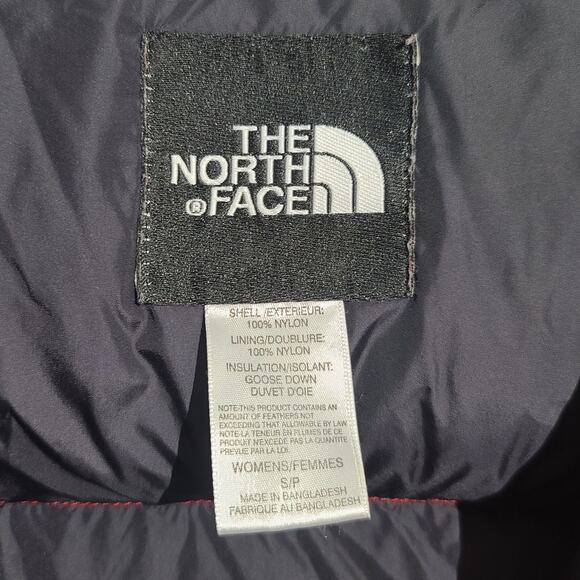 THE
NORTH
®FACE
SHELL/EXTERIEUR:
100% NYLON
LINING/DOUBLURE:
100% NYLON
INSULATION/ISOLANT:
GOOSE DOWN
DUVET D'OIE
NOTE-THIS PRODUCT CONTAINS AN
AMOUNT OF FEATHERS NOT
EXCEEDING THAT ALLOWABLE BY LAW
NOTE-LA TENEUR EN PLUMES DE CE
PRODUIT N'EXCEDE PAS LA QUANTITE
PREVUE PAR LA LOI.
WOMENS/FEMMES
S/P
MADE IN BANGLADESH
FABRIQUE AU BANGLADESH